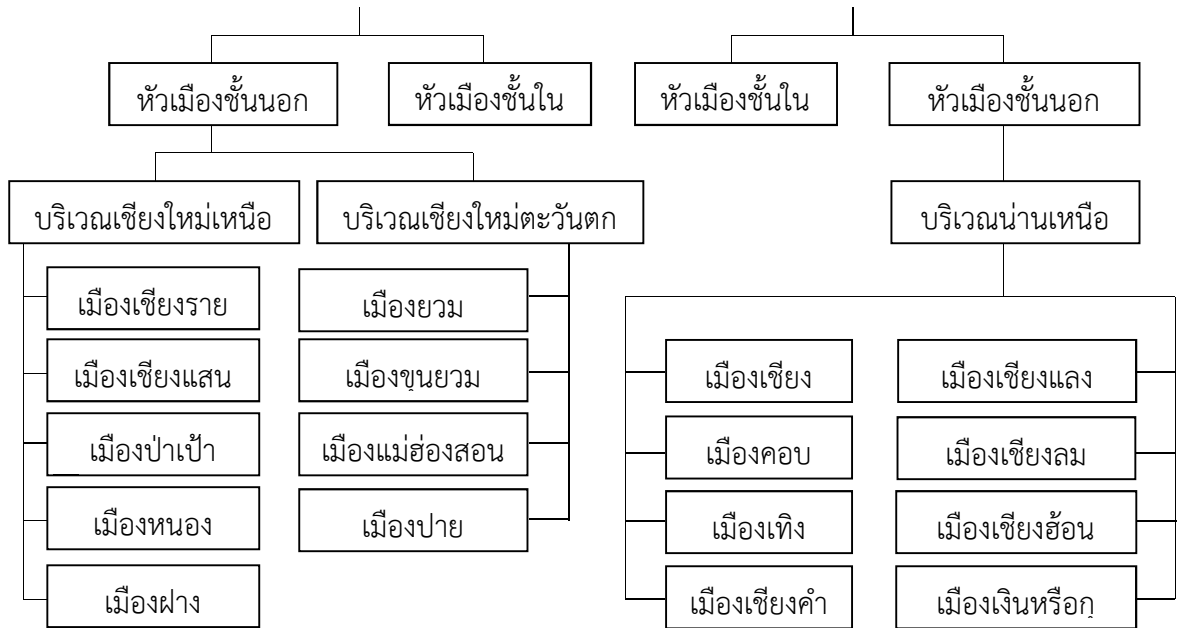 หัวเมืองชั้นนอก
หัวเมืองชั้นใน
หัวเมืองชั้นใน
หัวเมืองชั้นนอก
บริเวณเชียงใหม่เหนือ
บริเวณเชียงใหม่ตะวันตก
บริเวณน่านเหนือ
เมืองเชียงราย
เมืองเชียงแสน
เมืองป่าเป้า
เมืองหนอง
เมืองฝาง
เมืองยวม
เมืองขุนยวม
เมืองแม่ฮ่องสอน
เมืองปาย
เมืองเชียง
เมืองคอบ
เมืองเทิง
เมืองเชียงคำ
เมืองเชียงแลง
เมืองเชียงลม
เมืองเชียงฮ้อน
เมืองเงินหรือกุ